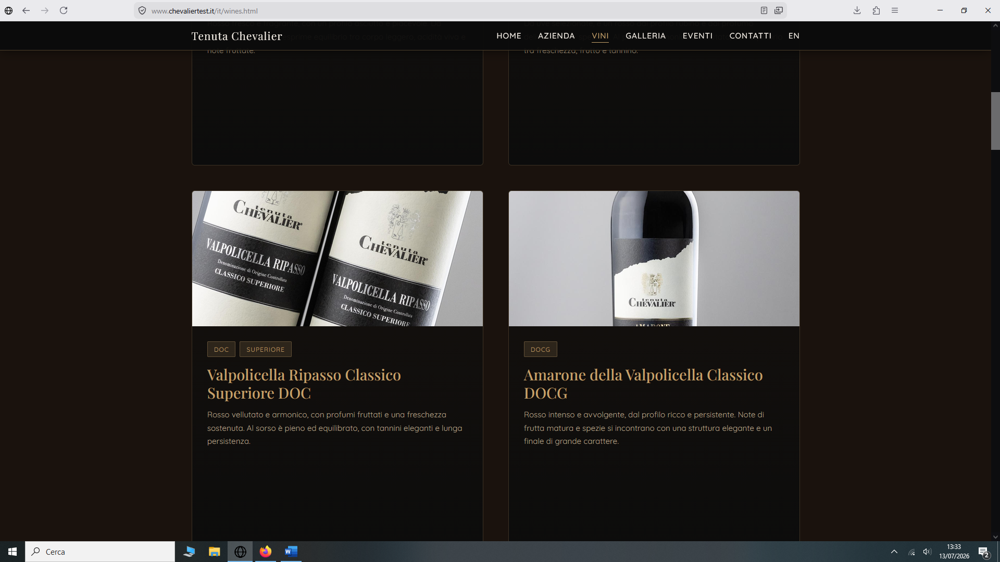 www.chevaliertest.it/it/wines.html
Tenuta Chevalier
HOME
AZIENDA
VINI
GALLERIA
EVENTI
CONTATTI
EN
note fruttate.
tra freschezza, frutto e tannino.
tenuta
CHEVALIER
VALPOLICELLA RIPASSO
Denominazione di Origine Controllata
CLASSICO SUPERIORE
tenuta
CHEVALIER®
VALPOLICELLA RIPASSO
Denominazione di Origine Controllata
CLASSICO SUPERIORE
tenuta
CHEVALIER®
AMARONE
DOC
SUPERIORE
Valpolicella Ripasso Classico
Superiore DOC
Rosso vellutato e armonico, con profumi fruttati e una freschezza
sostenuta. Al sorso è pieno ed equilibrato, con tannini eleganti e lunga
persistenza.
DOCG
Amarone della Valpolicella Classico
DOCG
Rosso intenso e avvolgente, dal profilo ricco e persistente. Note di
frutta matura e spezie si incontrano con una struttura elegante e un
finale di grande carattere.
Cerca
13:33
13/07/2026
2